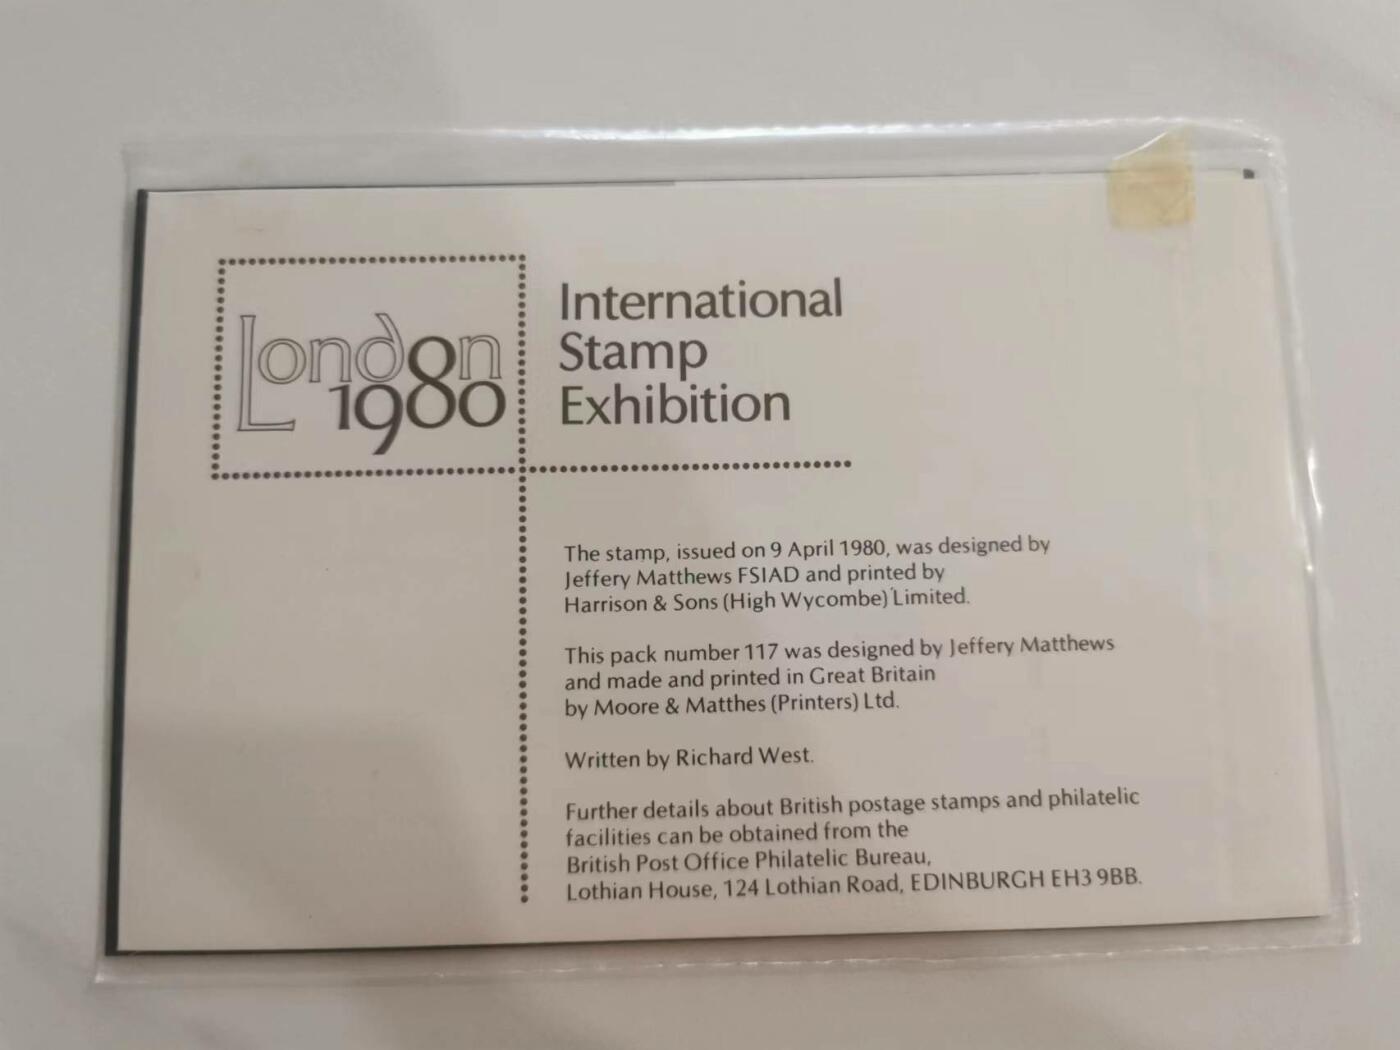 London
1980
International
Stamp
Exhibition
The stamp, issued on 9 April 1980, was designed by
Jeffery Matthews FSIAD and printed by
Harrison & Sons (High Wycombe) Limited.
This pack number 117 was designed by Jeffery Matthews
and made and printed in Great Britain
by Moore & Matthes (Printers) Ltd.
Written by Richard West.
Further details about British postage stamps and philatelic
facilities can be obtained from the
British Post Office Philatelic Bureau,
Lothian House, 124 Lothian Road, EDINBURGH EH3 9BB.